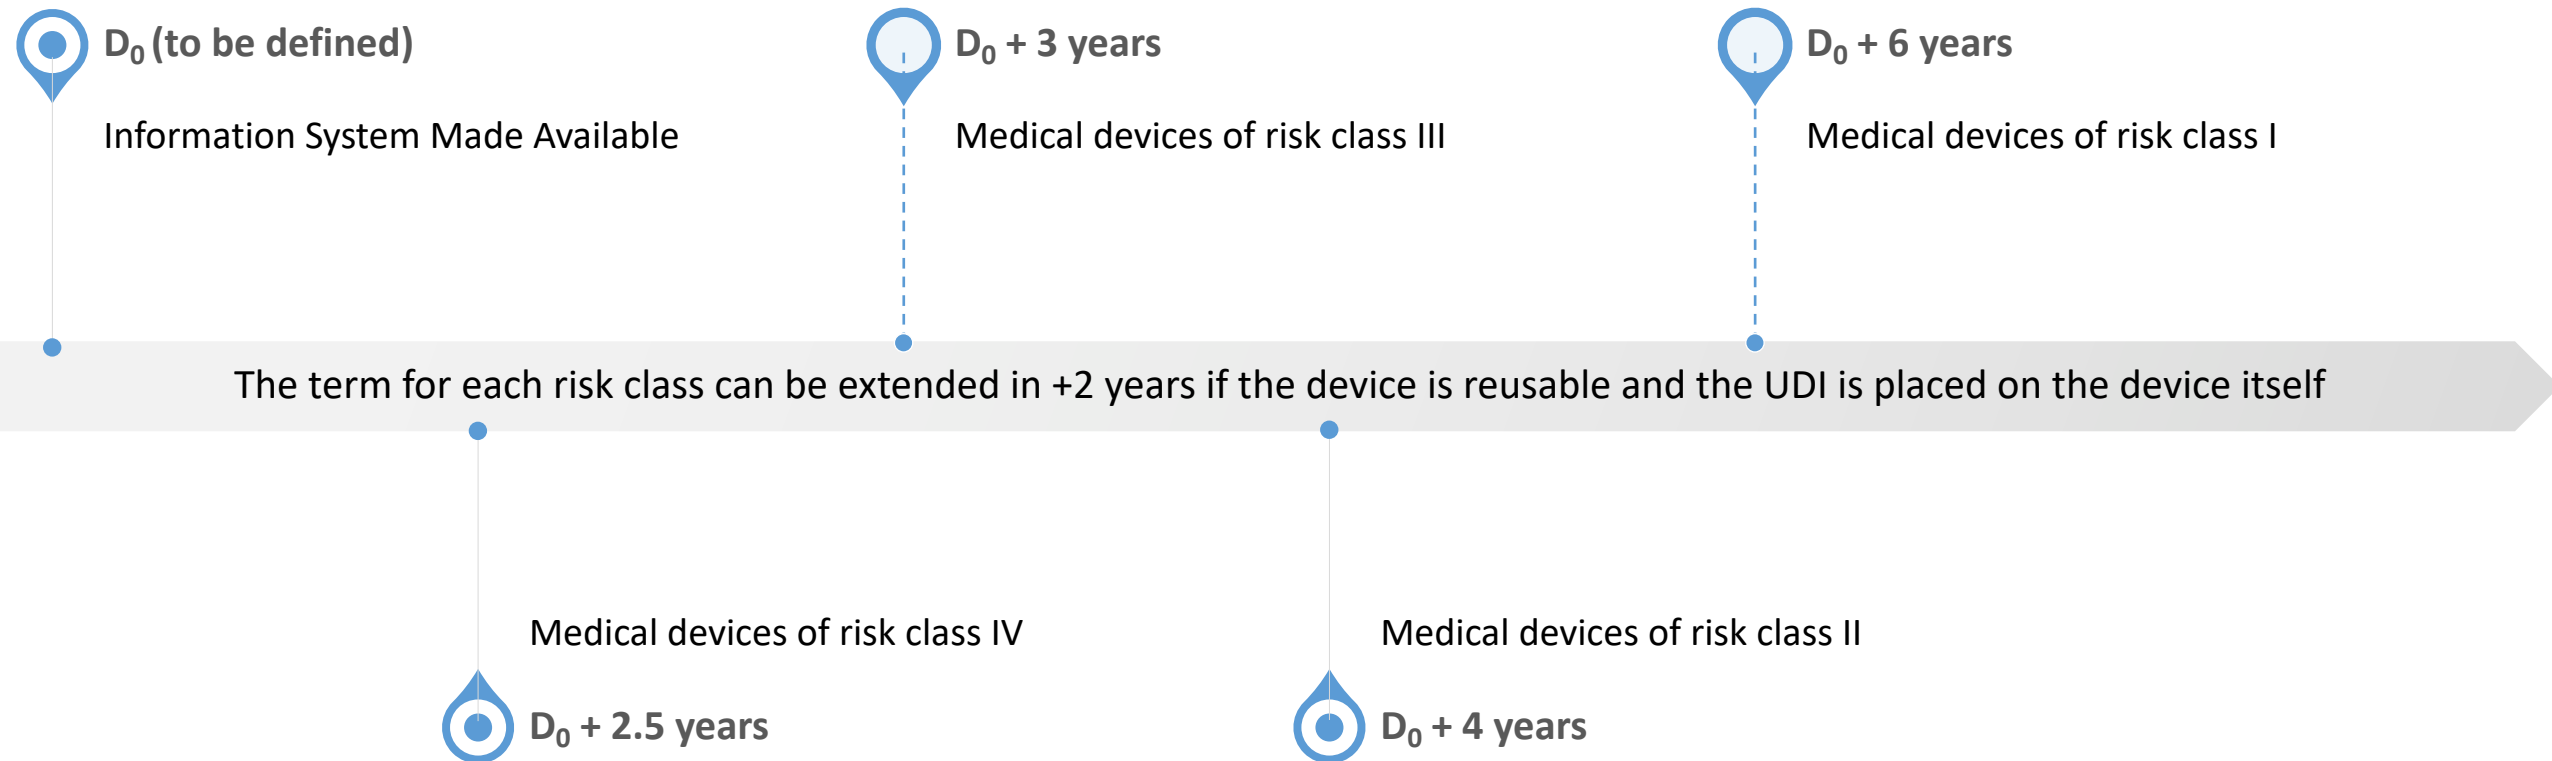 D₀ (to be defined)
Information System Made Available
D₀ + 3 years
Medical devices of risk class III
D₀ + 6 years
Medical devices of risk class I
The term for each risk class can be extended in +2 years if the device is reusable and the UDI is placed on the device itself
Medical devices of risk class IV
D₀ + 2.5 years
Medical devices of risk class II
D₀ + 4 years